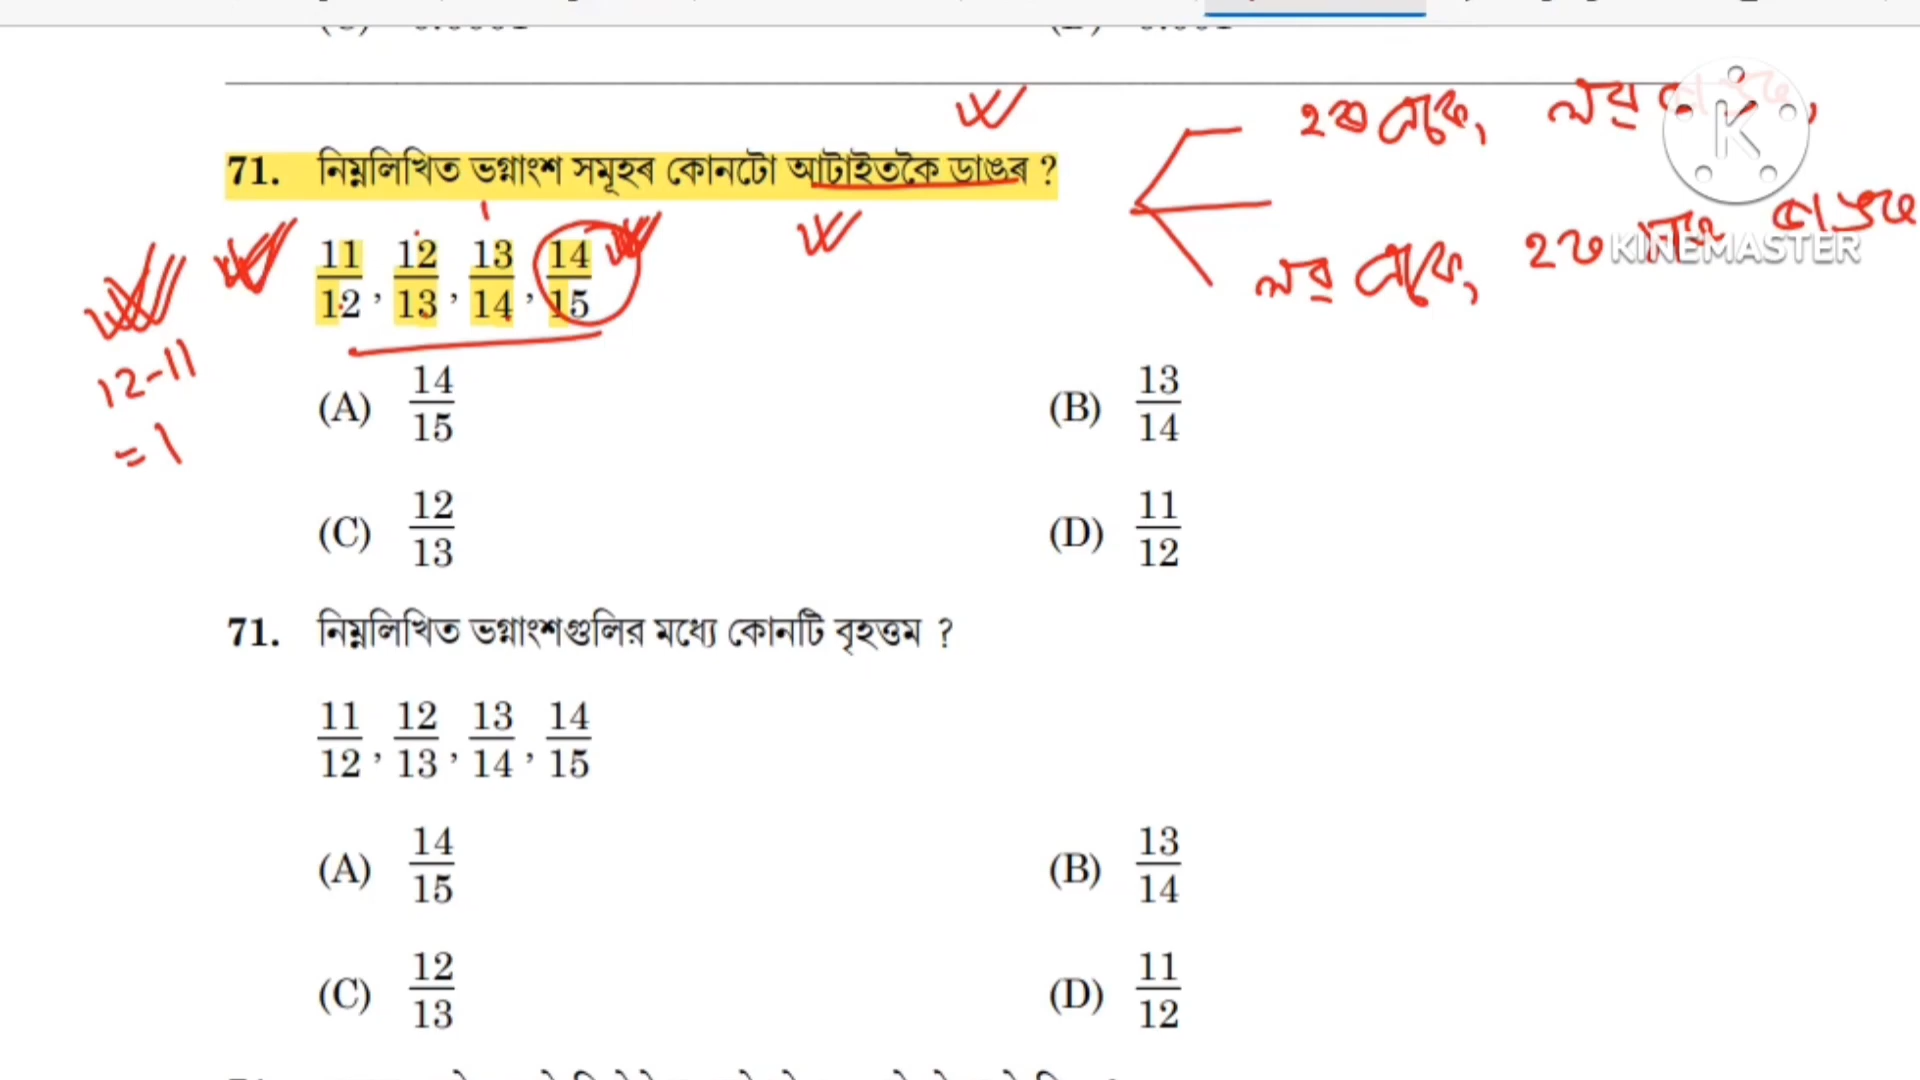 71. নিম্নলিখিত ভগ্নাংশ সমূহৰ কোনটো আটাইতকৈ ডাঙৰ ?
11/12, 12/13, 13/14, 14/15
12-11
=1
(A) 14/15
(B) 13/14
(C) 12/13
(D) 11/12
KINEMASTER
71. নিম্নলিখিত ভগ্নাংশগুলির মধ্যে কোনটি বৃহত্তম ?
11/12, 12/13, 13/14, 14/15
(A) 14/15
(B) 13/14
(C) 12/13
(D) 11/12